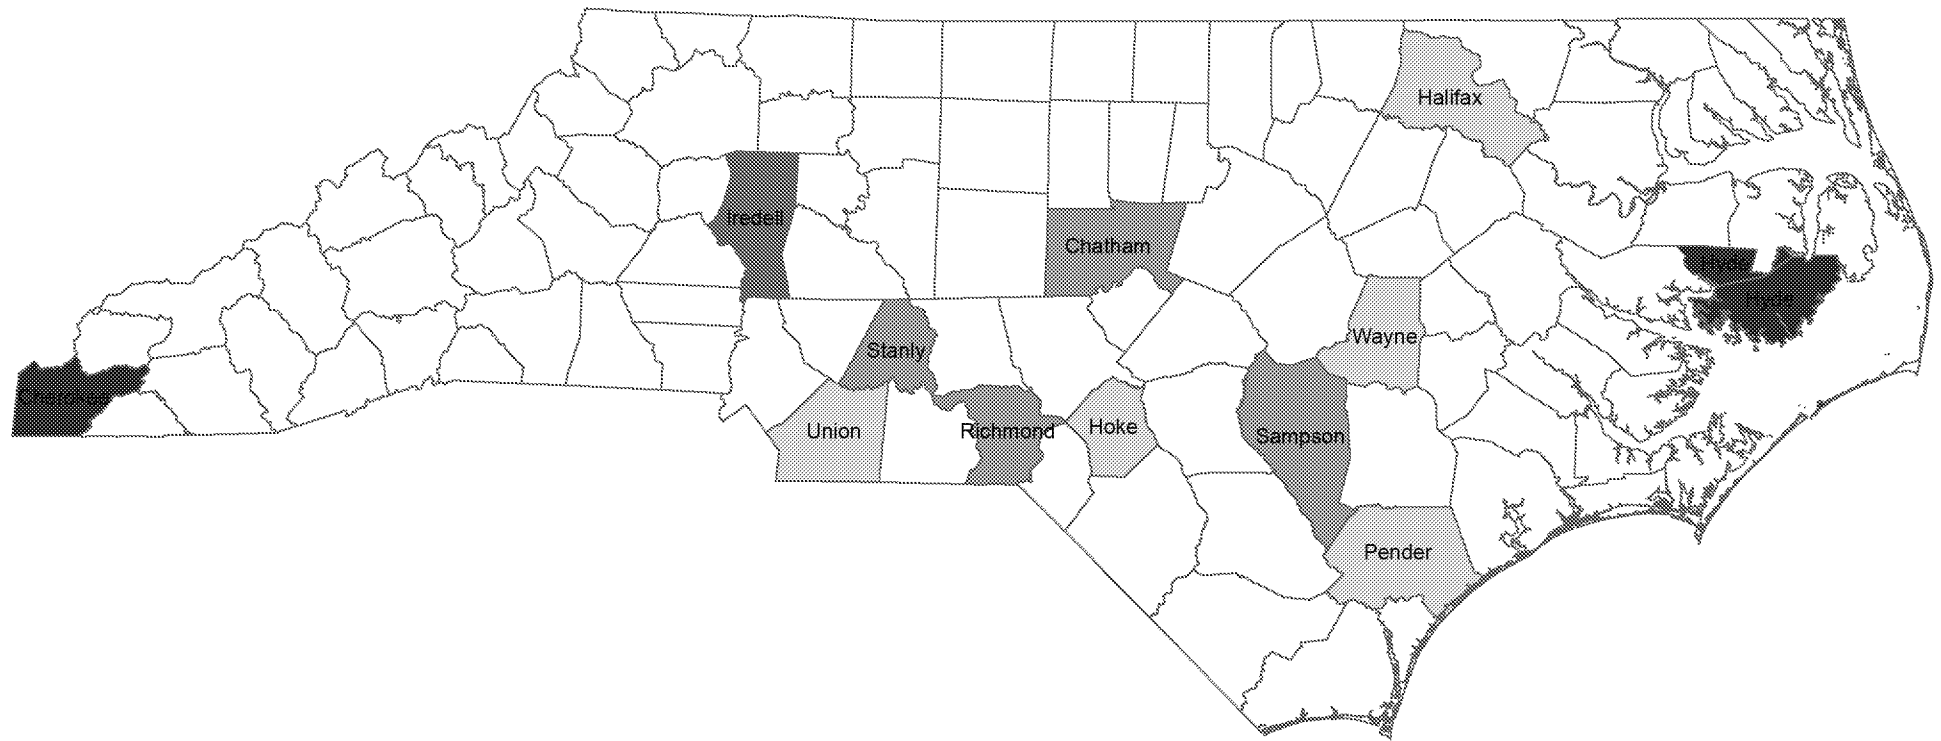 Halifax
Iredell
Chatham
Hyde
Hyde
Wayne
Stanly
Cherokee
Union
Richmond
Hoke
Sampson
Pender